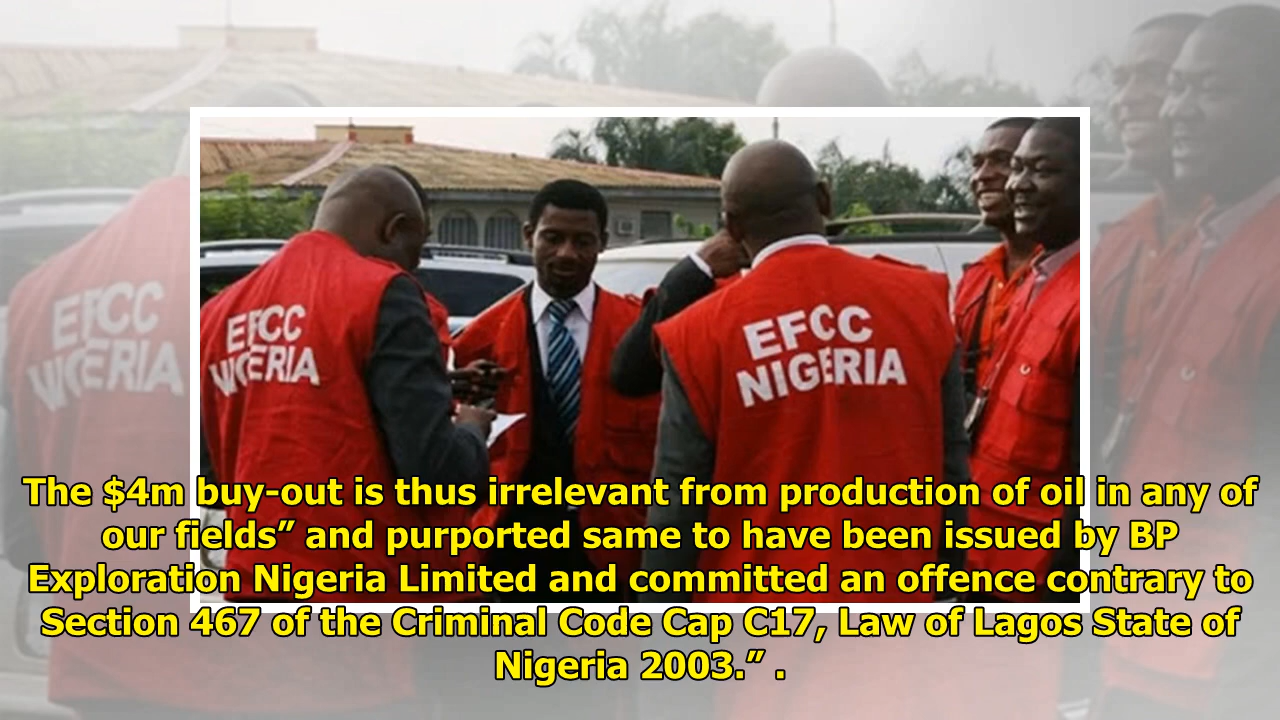 EFCC
NIGERIA
EFCC
NIGERIA
EFCC
NIGERIA
The $4m buy-out is thus irrelevant from production of oil in any of
our fields” and purported same to have been issued by BP
Exploration Nigeria Limited and committed an offence contrary to
Section 467 of the Criminal Code Cap C17, Law of Lagos State of
Nigeria 2003.” .